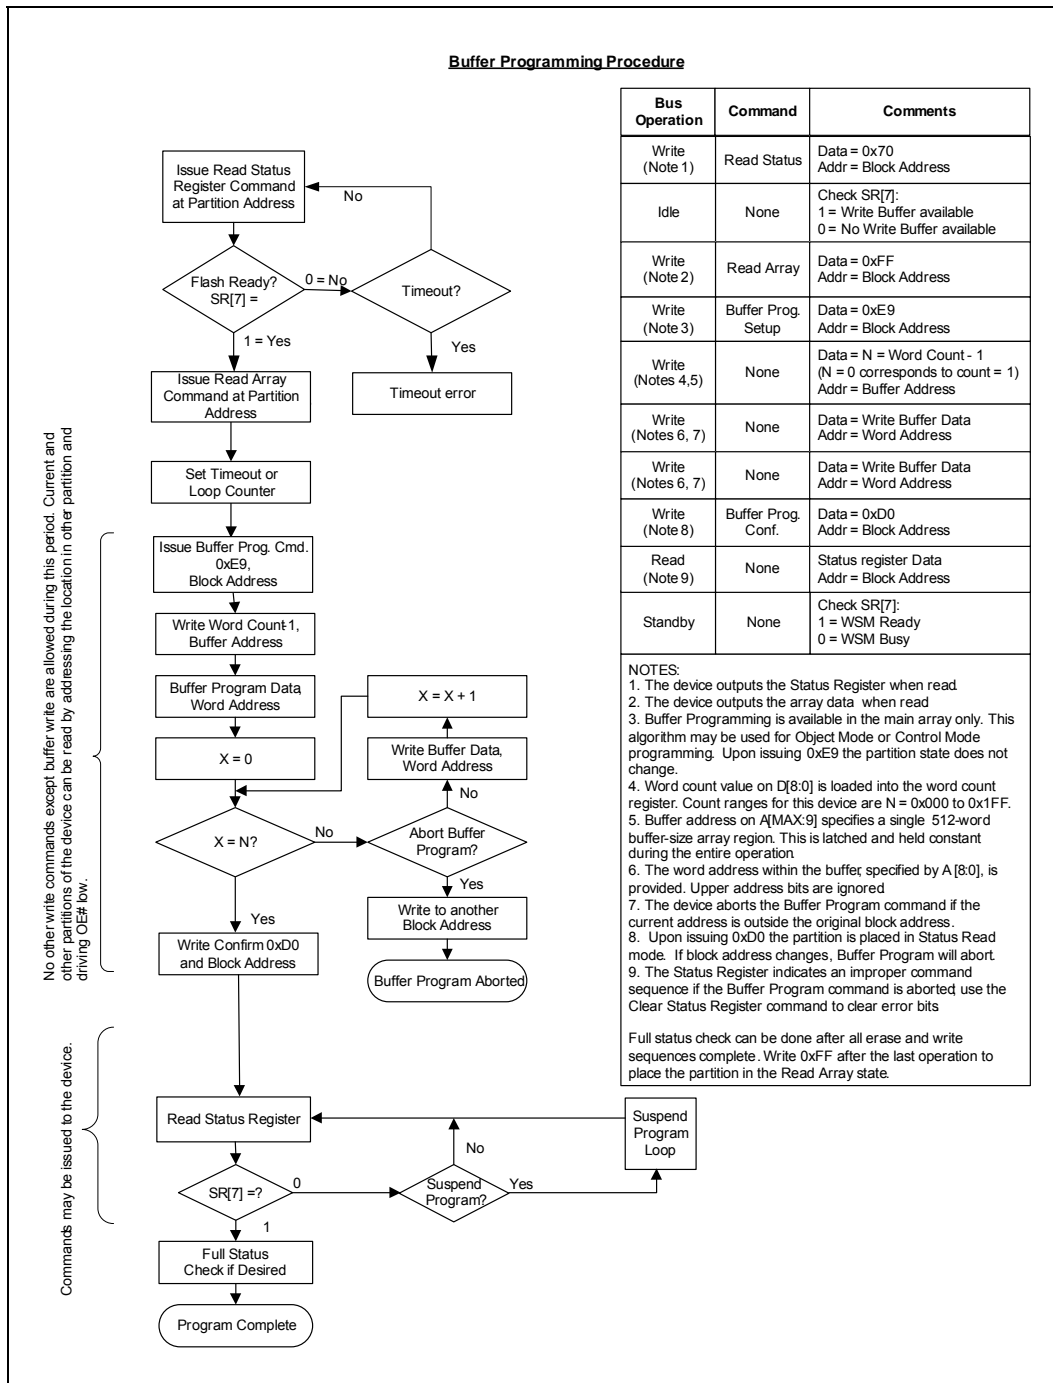 Buffer Programming Procedure
Issue Read Status
Register Command
at Partition Address
No
Flash Ready?
SR[7] =
0 = No
Timeout?
1 = Yes
Yes
Issue Read Array
Command at Partition
Address
Timeout error
Set Timeout or
Loop Counter
Issue Buffer Prog. Cmd.
0xE9,
Block Address
Write Word Count-1,
Buffer Address
Buffer Program Data,
Word Address
X = X + 1
X = 0
Write Buffer Data,
Word Address
No
X = N?
No
Abort Buffer
Program?
Yes
Yes
Write to another
Block Address
Write Confirm 0xD0
and Block Address
Buffer Program Aborted
Read Status Register
Suspend
Program
Loop
No
SR[7] =?
0
Suspend
Program?
Yes
1
Full Status
Check if Desired
Program Complete
No other write commands except buffer write are allowed during this period. Current and
other partitions of the device can be read by addressing the location in other partition and
driving OE# low.
Commands may be issued to the device.
Bus
Operation
Command
Comments
Write
(Note 1)
Read Status
Data = 0x70
Addr = Block Address
Idle
None
Check SR[7]:
1 = Write Buffer available
0 = No Write Buffer available
Write
(Note 2)
Read Array
Data = 0xFF
Addr = Block Address
Write
(Note 3)
Buffer Prog.
Setup
Data = 0xE9
Addr = Block Address
Write
(Notes 4,5)
None
Data = N = Word Count - 1
(N = 0 corresponds to count = 1)
Addr = Buffer Address
Write
(Notes 6, 7)
None
Data = Write Buffer Data
Addr = Word Address
Write
(Notes 6, 7)
None
Data = Write Buffer Data
Addr = Word Address
Write
(Note 8)
Buffer Prog.
Conf.
Data = 0xD0
Addr = Block Address
Read
(Note 9)
None
Status register Data
Addr = Block Address
Standby
None
Check SR[7]:
1 = WSM Ready
0 = WSM Busy
NOTES:
1. The device outputs the Status Register when read.
2. The device outputs the array data when read
3. Buffer Programming is available in the main array only. This
algorithm may be used for Object Mode or Control Mode
programming. Upon issuing 0xE9 the partition state does not
change.
4. Word count value on D[8:0] is loaded into the word count
register. Count ranges for this device are N = 0x000 to 0x1FF.
5. Buffer address on A[MAX:9] specifies a single 512-word
buffer-size array region. This is latched and held constant
during the entire operation.
6. The word address within the buffer, specified by A [8:0], is
provided. Upper address bits are ignored
7. The device aborts the Buffer Program command if the
current address is outside the original block address.
8. Upon issuing 0xD0 the partition is placed in Status Read
mode. If block address changes, Buffer Program will abort.
9. The Status Register indicates an improper command
sequence if the Buffer Program command is aborted; use the
Clear Status Register command to clear error bits
Full status check can be done after all erase and write
sequences complete. Write 0xFF after the last operation to
place the partition in the Read Array state.